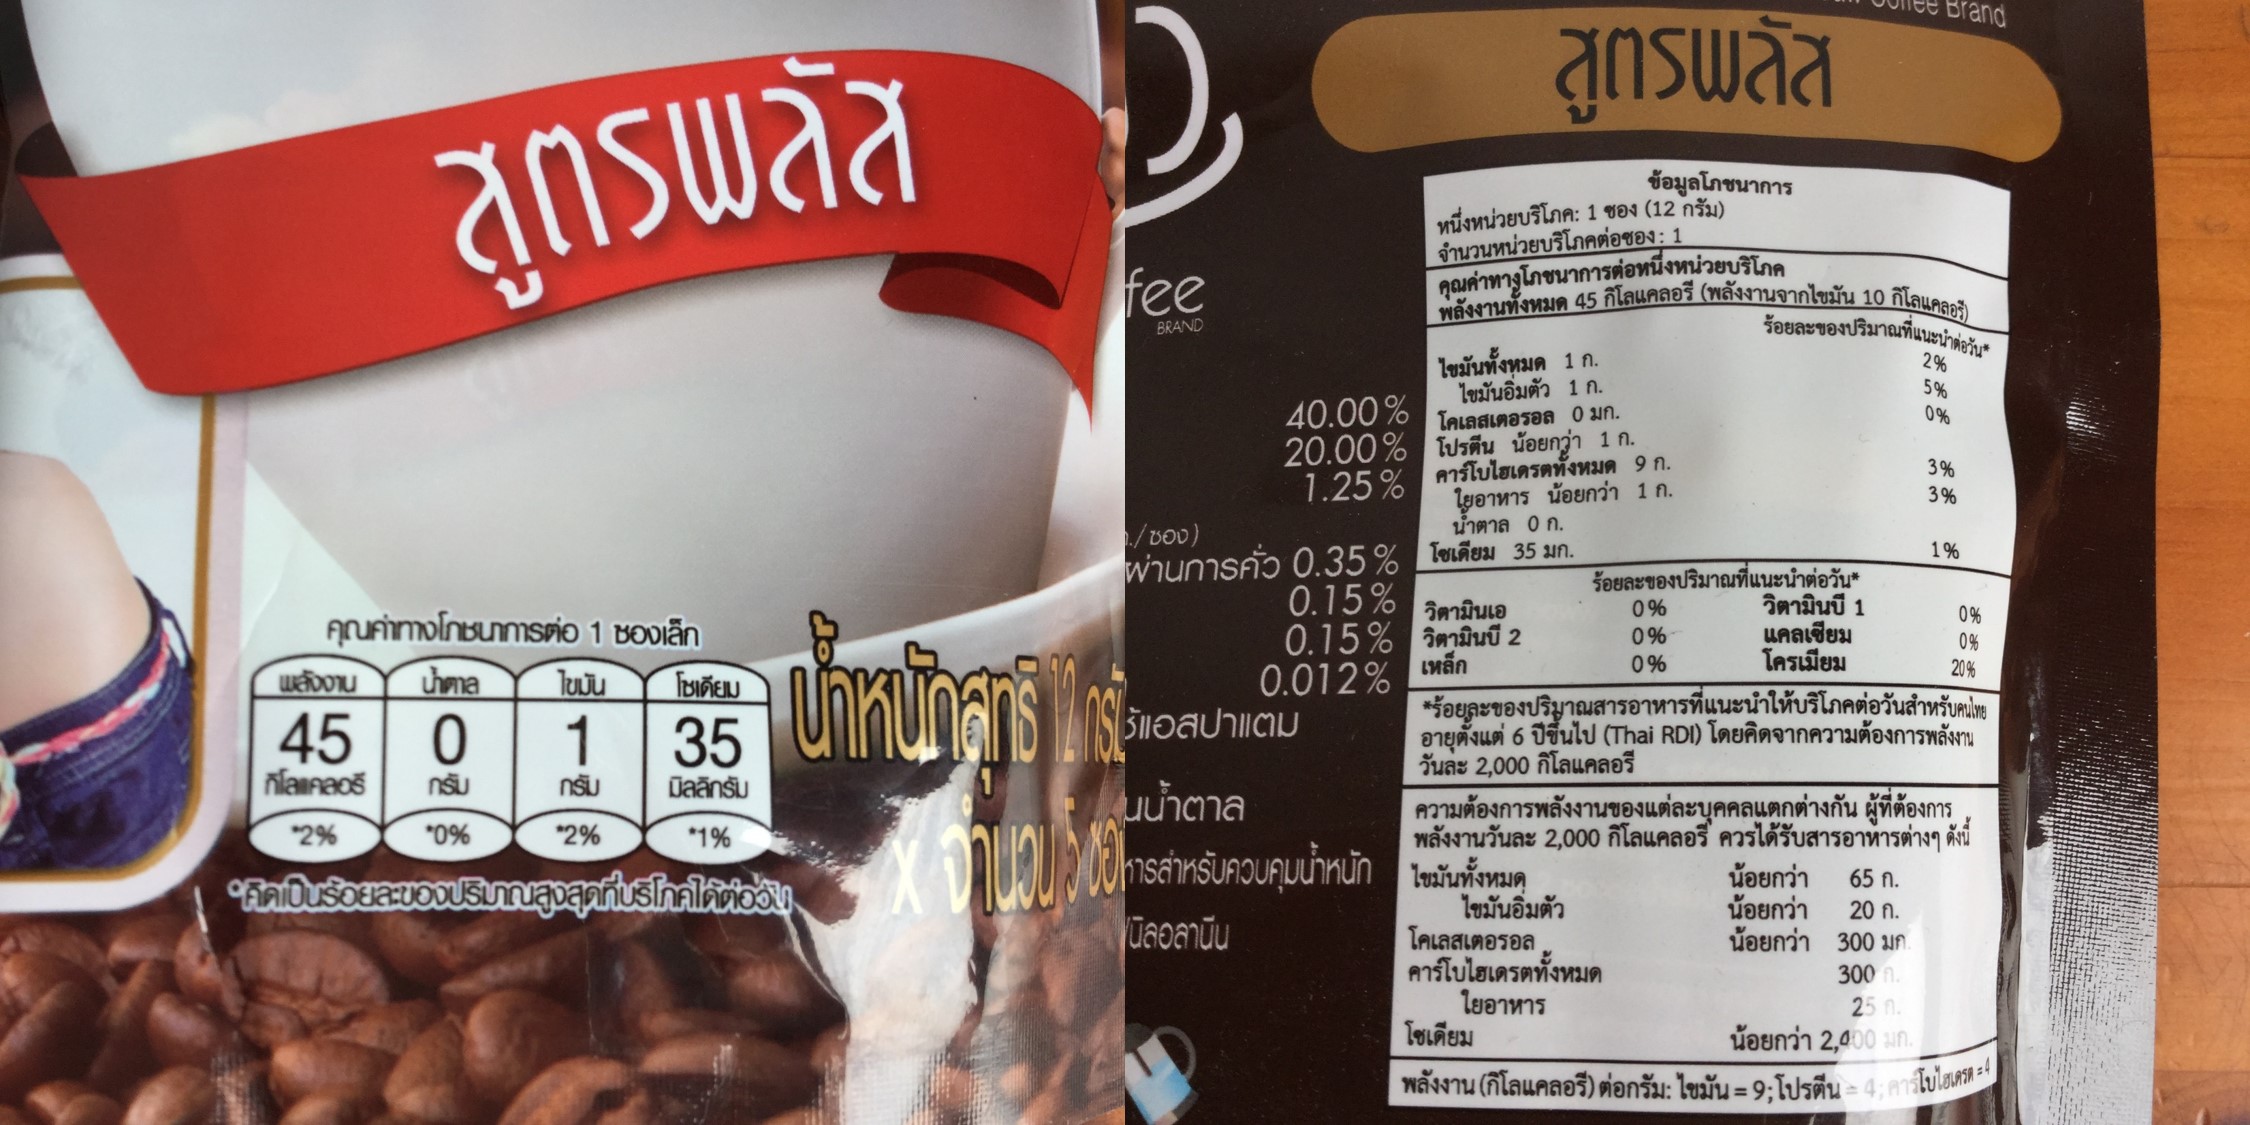 สูตรพลัส
คุณค่าทางโภชนาการต่อ 1 ซองเล็ก
พลังงาน น้ำตาล ไขมัน โซเดียม
45 0 1 35
กิโลแคลอรี กรัม กรัม มิลลิกรัม
*2% *0% *2% *1%
*คิดเป็นร้อยละของปริมาณสูงสุดที่บริโภคได้ต่อวัน
น้ำหนักสุทธิ 12
x จำนวน 5
Coffee Brand
สูตรพลัส
fee
BRAND
40.00%
20.00%
1.25%
./ซอง)
ผ่านการคั่ว 0.35%
0.15%
0.15%
0.012%
แอสปาแตม
น้ำตาล
หารสำหรับควบคุมน้ำหนัก
นิลอลานีน
ข้อมูลโภชนาการ
หนึ่งหน่วยบริโภค: 1 ซอง (12 กรัม)
จำนวนหน่วยบริโภคต่อซอง: 1
คุณค่าทางโภชนาการต่อหนึ่งหน่วยบริโภค
พลังงานทั้งหมด 45 กิโลแคลอรี (พลังงานจากไขมัน 10 กิโลแคลอรี)
ร้อยละของปริมาณที่แนะนำต่อวัน*
ไขมันทั้งหมด 1 ก. 2%
ไขมันอิ่มตัว 1 ก. 5%
โคเลสเตอรอล 0 มก. 0%
โปรตีน น้อยกว่า 1 ก.
คาร์โบไฮเดรตทั้งหมด 9 ก. 3%
ใยอาหาร น้อยกว่า 1 ก. 3%
น้ำตาล 0 ก.
โซเดียม 35 มก. 1%
ร้อยละของปริมาณที่แนะนำต่อวัน*
วิตามินเอ 0% วิตามินบี 1 0%
วิตามินบี 2 0% แคลเซียม 0%
เหล็ก 0% โครเมียม 20%
*ร้อยละของปริมาณสารอาหารที่แนะนำให้บริโภคต่อวันสำหรับคนไทย
อายุตั้งแต่ 6 ปีขึ้นไป (Thai RDI) โดยคิดจากความต้องการพลังงาน
วันละ 2,000 กิโลแคลอรี
ความต้องการพลังงานของแต่ละบุคคลแตกต่างกัน ผู้ที่ต้องการ
พลังงานวันละ 2,000 กิโลแคลอรี ควรได้รับสารอาหารต่างๆ ดังนี้
ไขมันทั้งหมด น้อยกว่า 65 ก.
ไขมันอิ่มตัว น้อยกว่า 20 ก.
โคเลสเตอรอล น้อยกว่า 300 มก.
คาร์โบไฮเดรตทั้งหมด 300 ก.
ใยอาหาร 25 ก.
โซเดียม น้อยกว่า 2,400 มก.
พลังงาน (กิโลแคลอรี) ต่อกรัม: ไขมัน = 9; โปรตีน = 4; คาร์โบไฮเดรต = 4